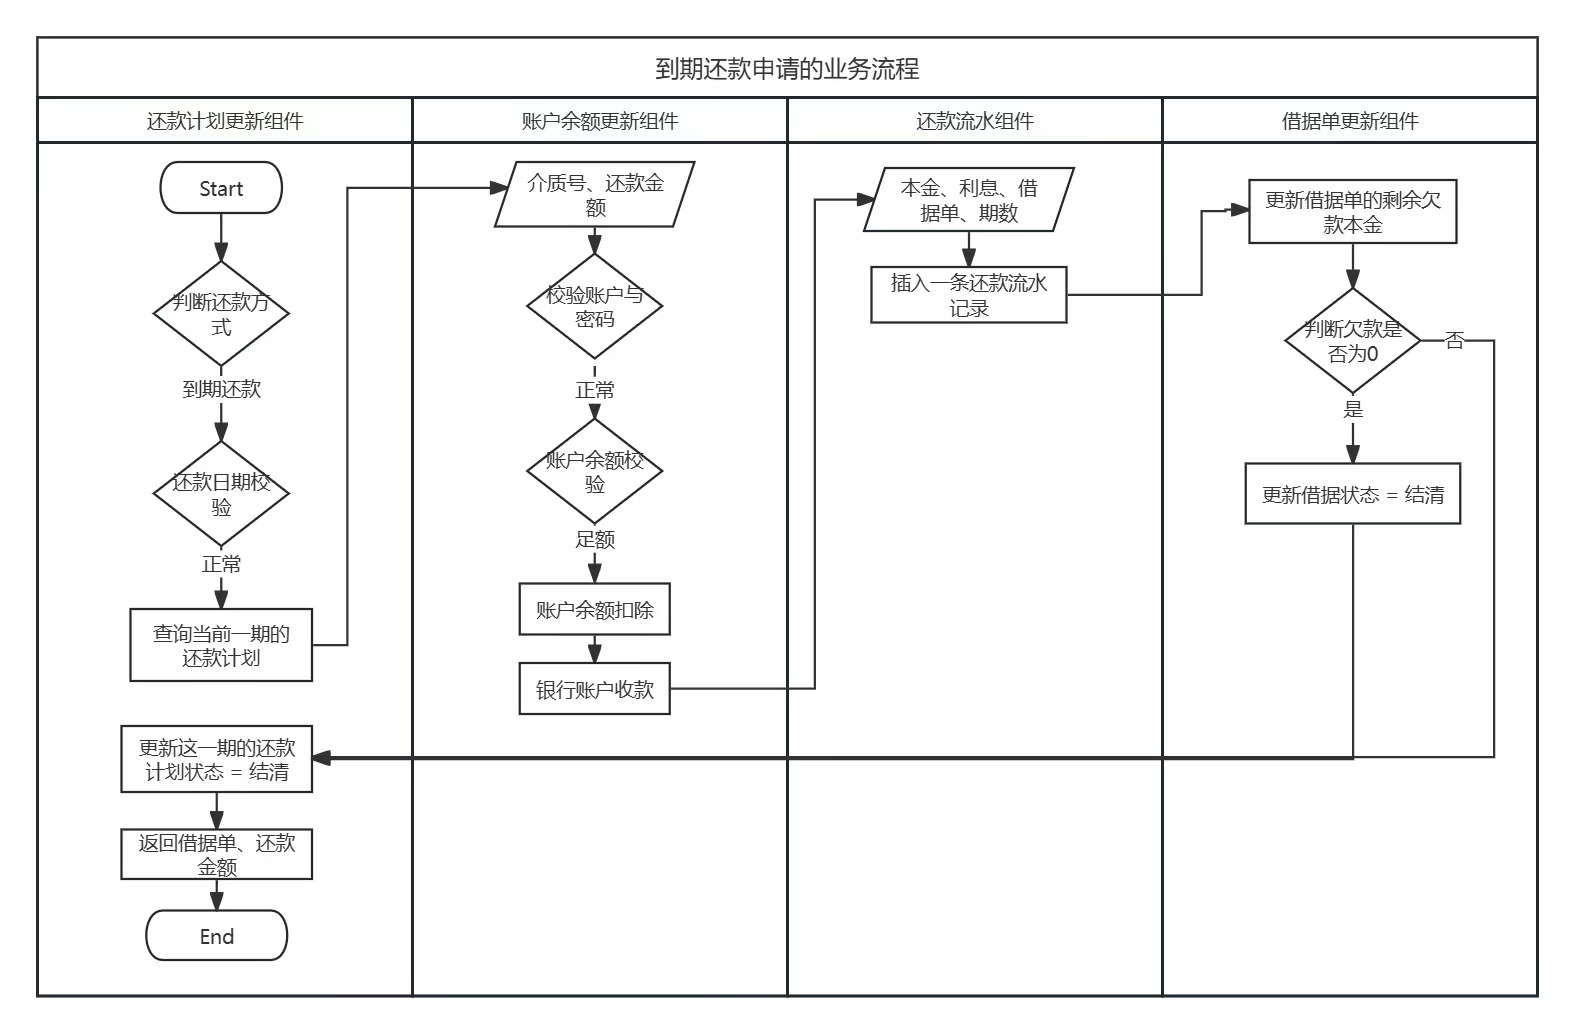 到期还款申请的业务流程
还款计划更新组件
账户余额更新组件
还款流水组件
借据单更新组件
Start
判断还款方
式
到期还款
还款日期校
验
正常
查询当前一期的
还款计划
更新这一期的还款
计划状态 = 结清
返回借据单、还款
金额
End
介质号、还款金
额
校验账户与
密码
正常
账户余额校
验
足额
账户余额扣除
银行账户收款
本金、利息、借
据单、期数
插入一条还款流水
记录
更新借据单的剩余欠
款本金
判断欠款是
否为0
否
是
更新借据状态 = 结清